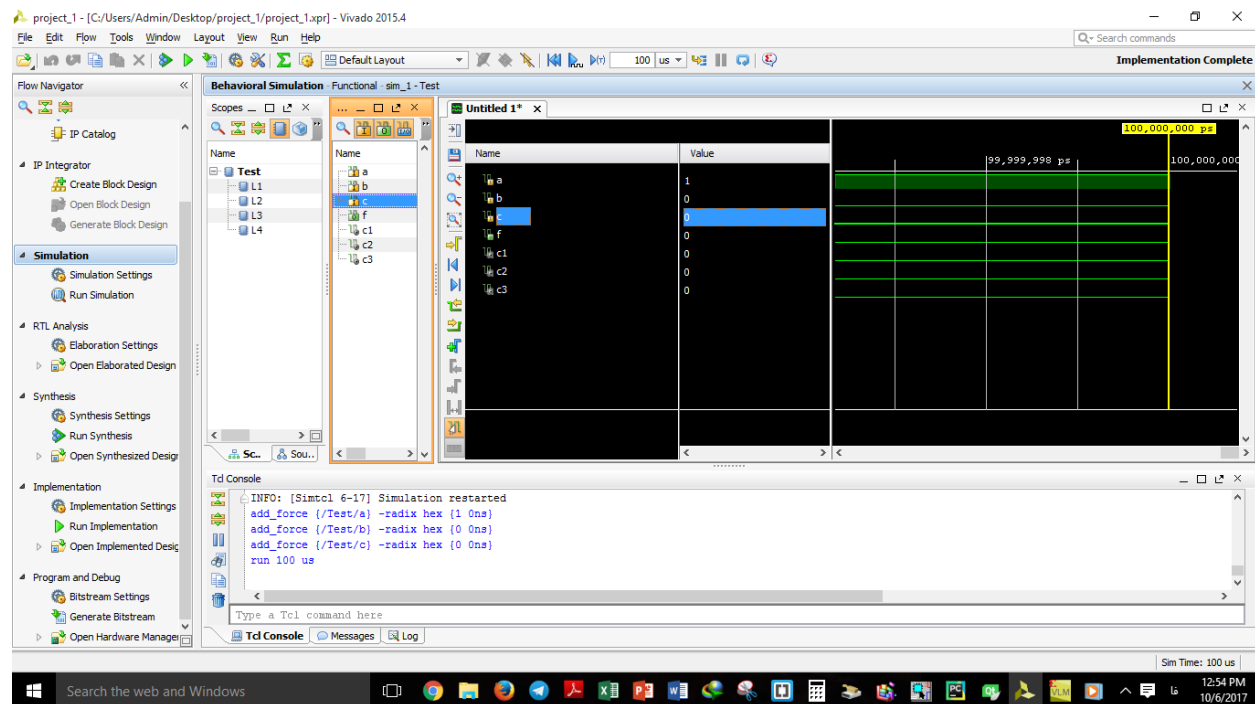 project_1 - [C:/Users/Admin/Desktop/project_1/project_1.xpr] - Vivado 2015.4
File Edit Flow Tools Window Layout View Run Help
Q- Search commands
100 us
Default Layout
Implementation Complete
Flow Navigator
Behavioral Simulation - Functional - sim_1 - Test
IP Catalog
IP Integrator
Create Block Design
Open Block Design
Generate Block Design
Simulation
Simulation Settings
Run Simulation
RTL Analysis
Elaboration Settings
Open Elaborated Design
Synthesis
Synthesis Settings
Run Synthesis
Open Synthesized Desigr
Implementation
Implementation Settings
Run Implementation
Open Implemented Desig
Program and Debug
Bitstream Settings
Generate Bitstream
Open Hardware Manager
Scopes
Name
Test
L1
L2
L3
L4
Sc..
Sou..
...
Name
a
b
c
f
c1
c2
c3
Untitled 1*
100,000,000 ps
Name Value
99,999,998 ps 100,000,000
a 1
b 0
c 0
f 0
c1 0
c2 0
c3 0
Tcl Console
INFO: [Simtcl 6-17] Simulation restarted
add_force {/Test/a} -radix hex {1 0ns}
add_force {/Test/b} -radix hex {0 0ns}
add_force {/Test/c} -radix hex {0 0ns}
run 100 us
Type a Tcl command here
Tcl Console Messages Log
Sim Time: 100 us
Search the web and Windows
فا
12:54 PM
10/6/2017